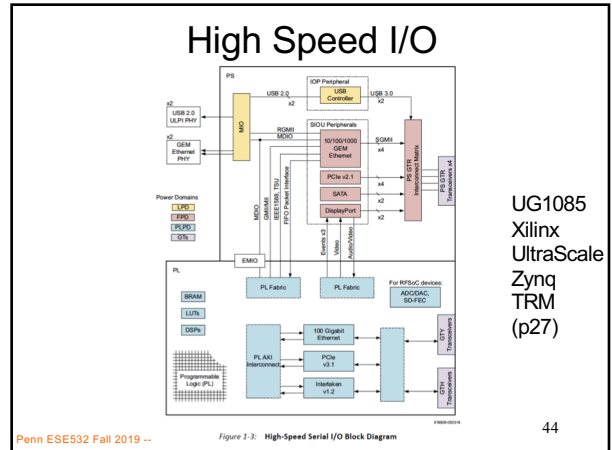 High Speed I/O
PS
IOP Peripheral
USB 2.0
x2
USB
Controller
USB 3.0
x2
x2
USB 2.0
ULPI PHY
x2
GEM
Ethernet
PHY
MIO
RGMII
MDIO
SIOU Peripherals
10/100/1000
GEM
Ethernet
SGMII
x4
PCIe v2.1
x4
SATA
x2
DisplayPort
x2
PS GTR
Interconnect Matrix
PS GTR
Transceivers x4
Power Domains
LPD
FPD
PLPD
GTs
MDIO
GMII/MII
IEEE1588, TSU
FIFO Packet Interface
Events x3
Video
Audio/Video
EMIO
PL
PL Fabric
PL Fabric
For RFSoC devices:
ADC/DAC,
SD-FEC
BRAM
LUTs
DSPs
Programmable
Logic (PL)
PL AXI
Interconnect
100 Gigabit
Ethernet
PCIe
v3.1
Interlaken
v1.2
GTY
Transceivers
GTH
Transceivers
UG1085
Xilinx
UltraScale
Zynq
TRM
(p27)
Figure 1-3: High-Speed Serial I/O Block Diagram
Penn ESE532 Fall 2019 --
44